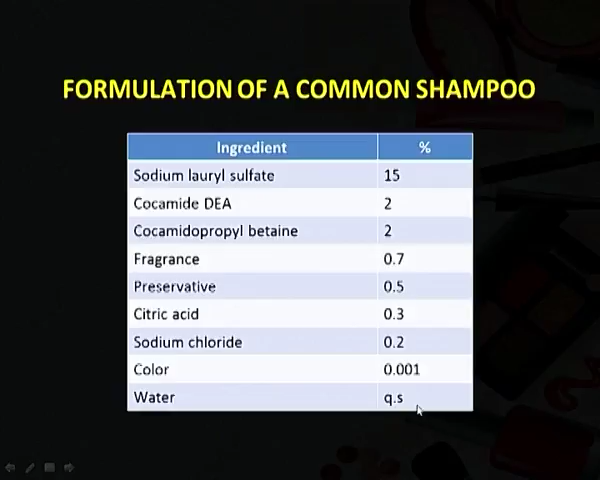 FORMULATION OF A COMMON SHAMPOO
Ingredient %
Sodium lauryl sulfate 15
Cocamide DEA 2
Cocamidopropyl betaine 2
Fragrance 0.7
Preservative 0.5
Citric acid 0.3
Sodium chloride 0.2
Color 0.001
Water q.s